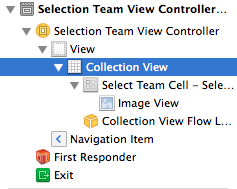 Selection Team View Controller...
Selection Team View Controller
View
Collection View
Select Team Cell – Sele...
Image View
Collection View Flow L...
Navigation Item
First Responder
Exit